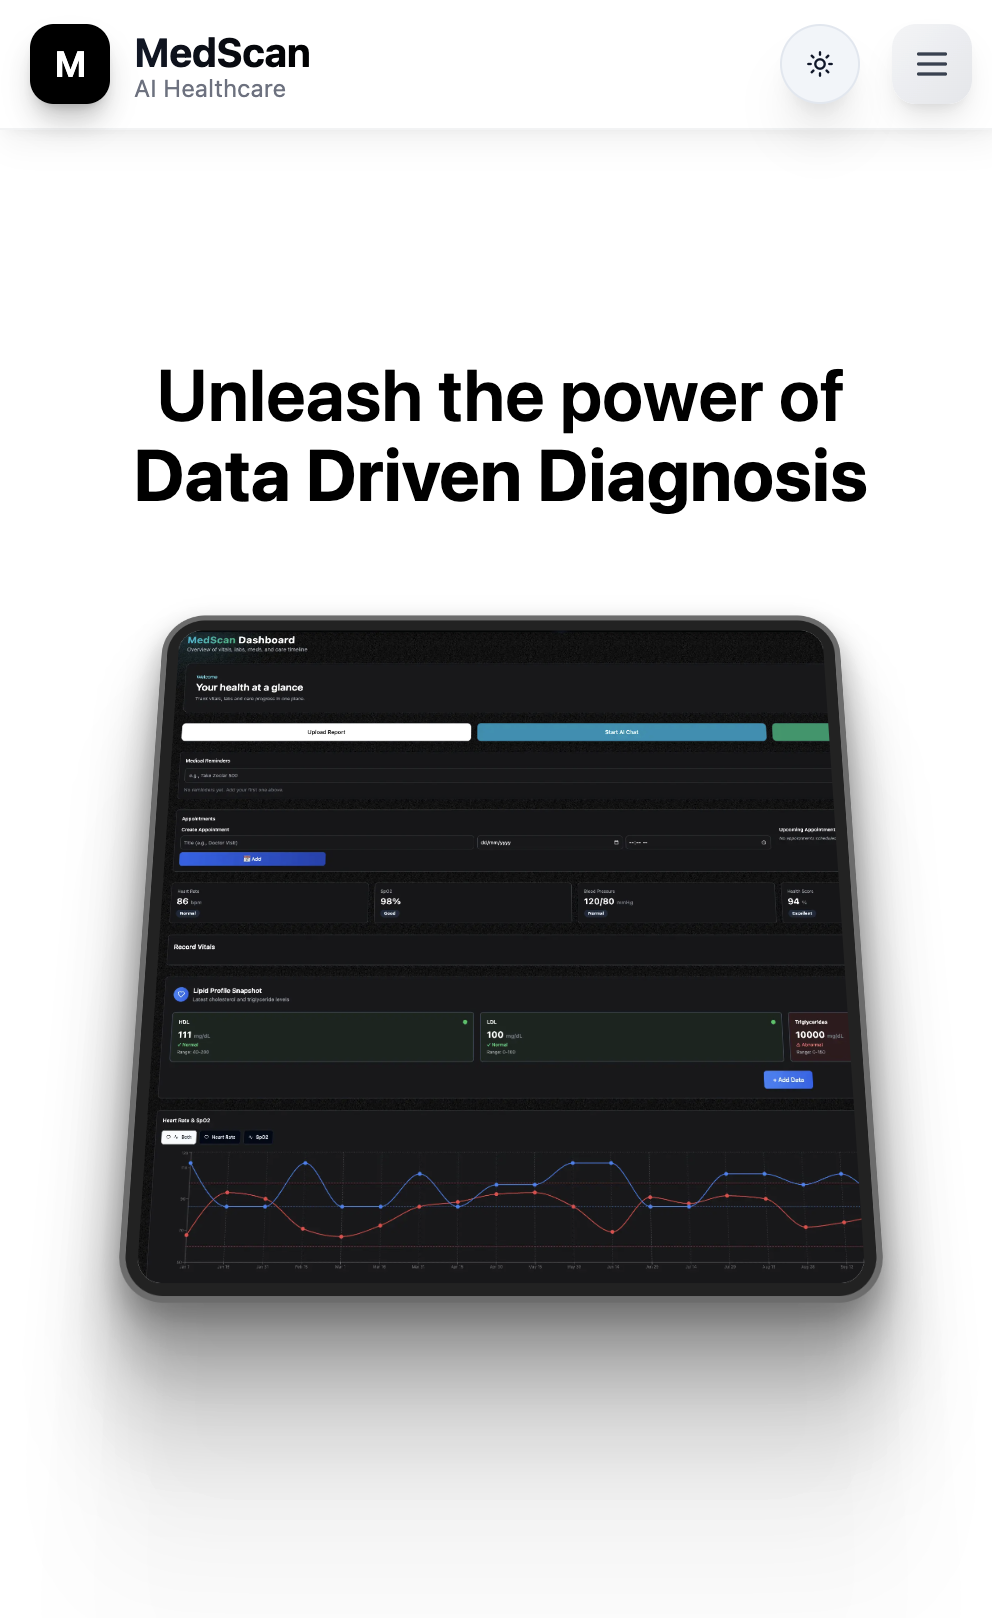 M
MedScan
AI Healthcare
Unleash the power of
Data Driven Diagnosis
MedScan Dashboard
Overview of vitals, labs, meds, and care timeline
Welcome
Your health at a glance
Track vitals, labs and care progress in one place.
Upload Report
Start AI Chat
Medical Reminders
e.g., Take Zoclar 500
No reminders yet. Add your first one above.
Appointments
Create Appointment
Upcoming Appointment
Title (e.g., Doctor Visit)
dd/mm/yyyy
--:-- --
No appointments schedule
Add
Heart Rate
SpO2
Blood Pressure
Health Score
86 bpm
98%
120/80 mmHg
94 %
Normal
Good
Normal
Excellent
Record Vitals
Lipid Profile Snapshot
Latest cholesterol and triglyceride levels
HDL
LDL
Triglycerides
111 mg/dL
100 mg/dL
10000 mg/dL
✓ Normal
✓ Normal
⚠ Abnormal
Range: 60-200
Range: 0-100
Range: 0-150
+ Add Data
Heart Rate & SpO2
Both
Heart Rate
SpO2